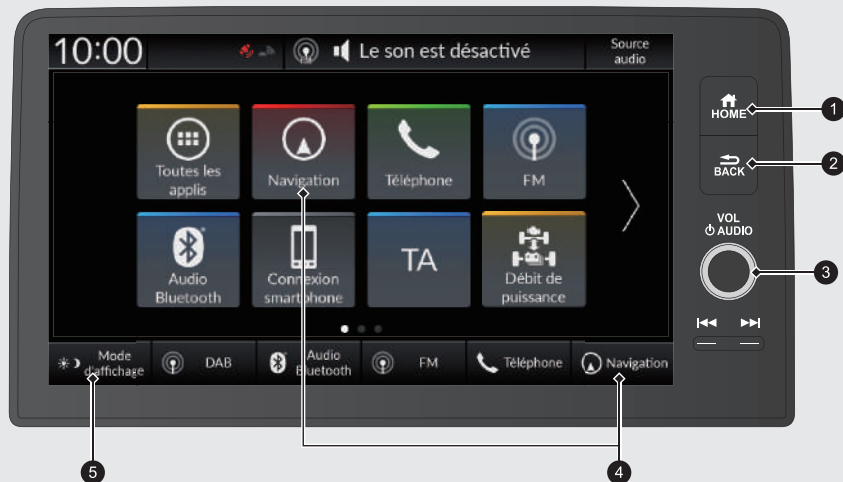 10:00
Le son est désactivé
Source
audio
Toutes les
applis
Navigation
Téléphone
FM
Audio
Bluetooth
Connexion
smartphone
TA
Débit de
puissance
Mode
d'affichage
DAB
Audio
Bluetooth
FM
Téléphone
Navigation
HOME
BACK
VOL
AUDIO
1
2
3
4
5